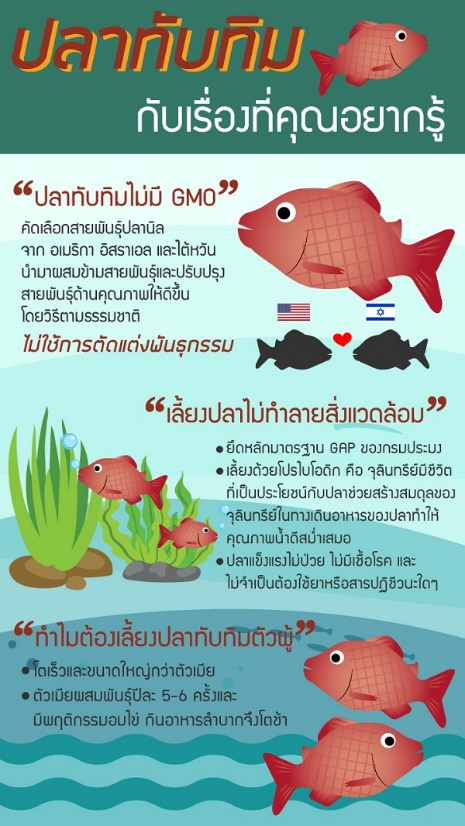 ปลาทับทิม
กับเรื่องที่คุณอยากรู้
“ปลาทับทิมไม่มี GMO”
คัดเลือกสายพันธุ์ปลานิล
จาก อเมริกา อิสราเอล และไต้หวัน
นำมาผสมข้ามสายพันธุ์และปรับปรุง
สายพันธุ์ด้านคุณภาพให้ดีขึ้น
โดยวิธีตามธรรมชาติ
ไม่ใช้การตัดแต่งพันธุกรรม
“เลี้ยงปลาไม่ทำลายสิ่งแวดล้อม”
● ยึดหลักมาตรฐาน GAP ของกรมประมง
● เลี้ยงด้วยโปรไบโอติก คือ จุลินทรีย์มีชีวิต
ที่เป็นประโยชน์กับปลาช่วยสร้างสมดุลของ
จุลินทรีย์ในทางเดินอาหารของปลาทำให้
คุณภาพน้ำดีสม่ำเสมอ
● ปลาแข็งแรงไม่ป่วย ไม่มีเชื้อโรค และ
ไม่จำเป็นต้องใช้ยาหรือสารปฏิชีวนะใดๆ
“ทำไมต้องเลี้ยงปลาทับทิมตัวผู้”
● โตเร็วและขนาดใหญ่กว่าตัวเมีย
● ตัวเมียผสมพันธุ์ปีละ 5-6 ครั้งและ
มีพฤติกรรมอมไข่ กินอาหารลำบากจึงโตช้า